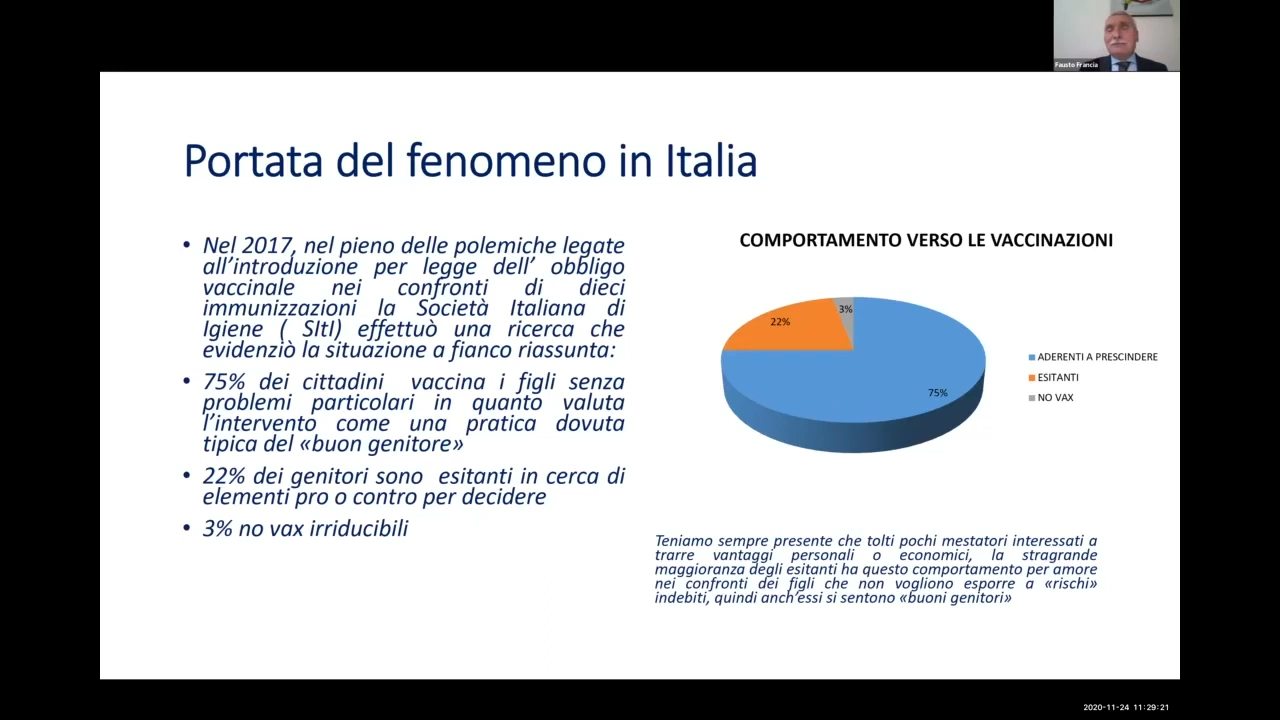 Fausto Francia
Portata del fenomeno in Italia
• Nel 2017, nel pieno delle polemiche legate
all'introduzione per legge dell' obbligo
vaccinale nei confronti di dieci
immunizzazioni la Società Italiana di
Igiene ( SItI) effettuò una ricerca che
evidenziò la situazione a fianco riassunta:
• 75% dei cittadini vaccina i figli senza
problemi particolari in quanto valuta
l'intervento come una pratica dovuta
tipica del «buon genitore»
• 22% dei genitori sono esitanti in cerca di
elementi pro o contro per decidere
• 3% no vax irriducibili
COMPORTAMENTO VERSO LE VACCINAZIONI
3%
22%
75%
ADERENTI A PRESCINDERE
ESITANTI
NO VAX
Teniamo sempre presente che tolti pochi mestatori interessati a
trarre vantaggi personali o economici, la stragrande
maggioranza degli esitanti ha questo comportamento per amore
nei confronti dei figli che non vogliono esporre a «rischi»
indebiti, quindi anch'essi si sentono «buoni genitori»
2020-11-24 11:29:21